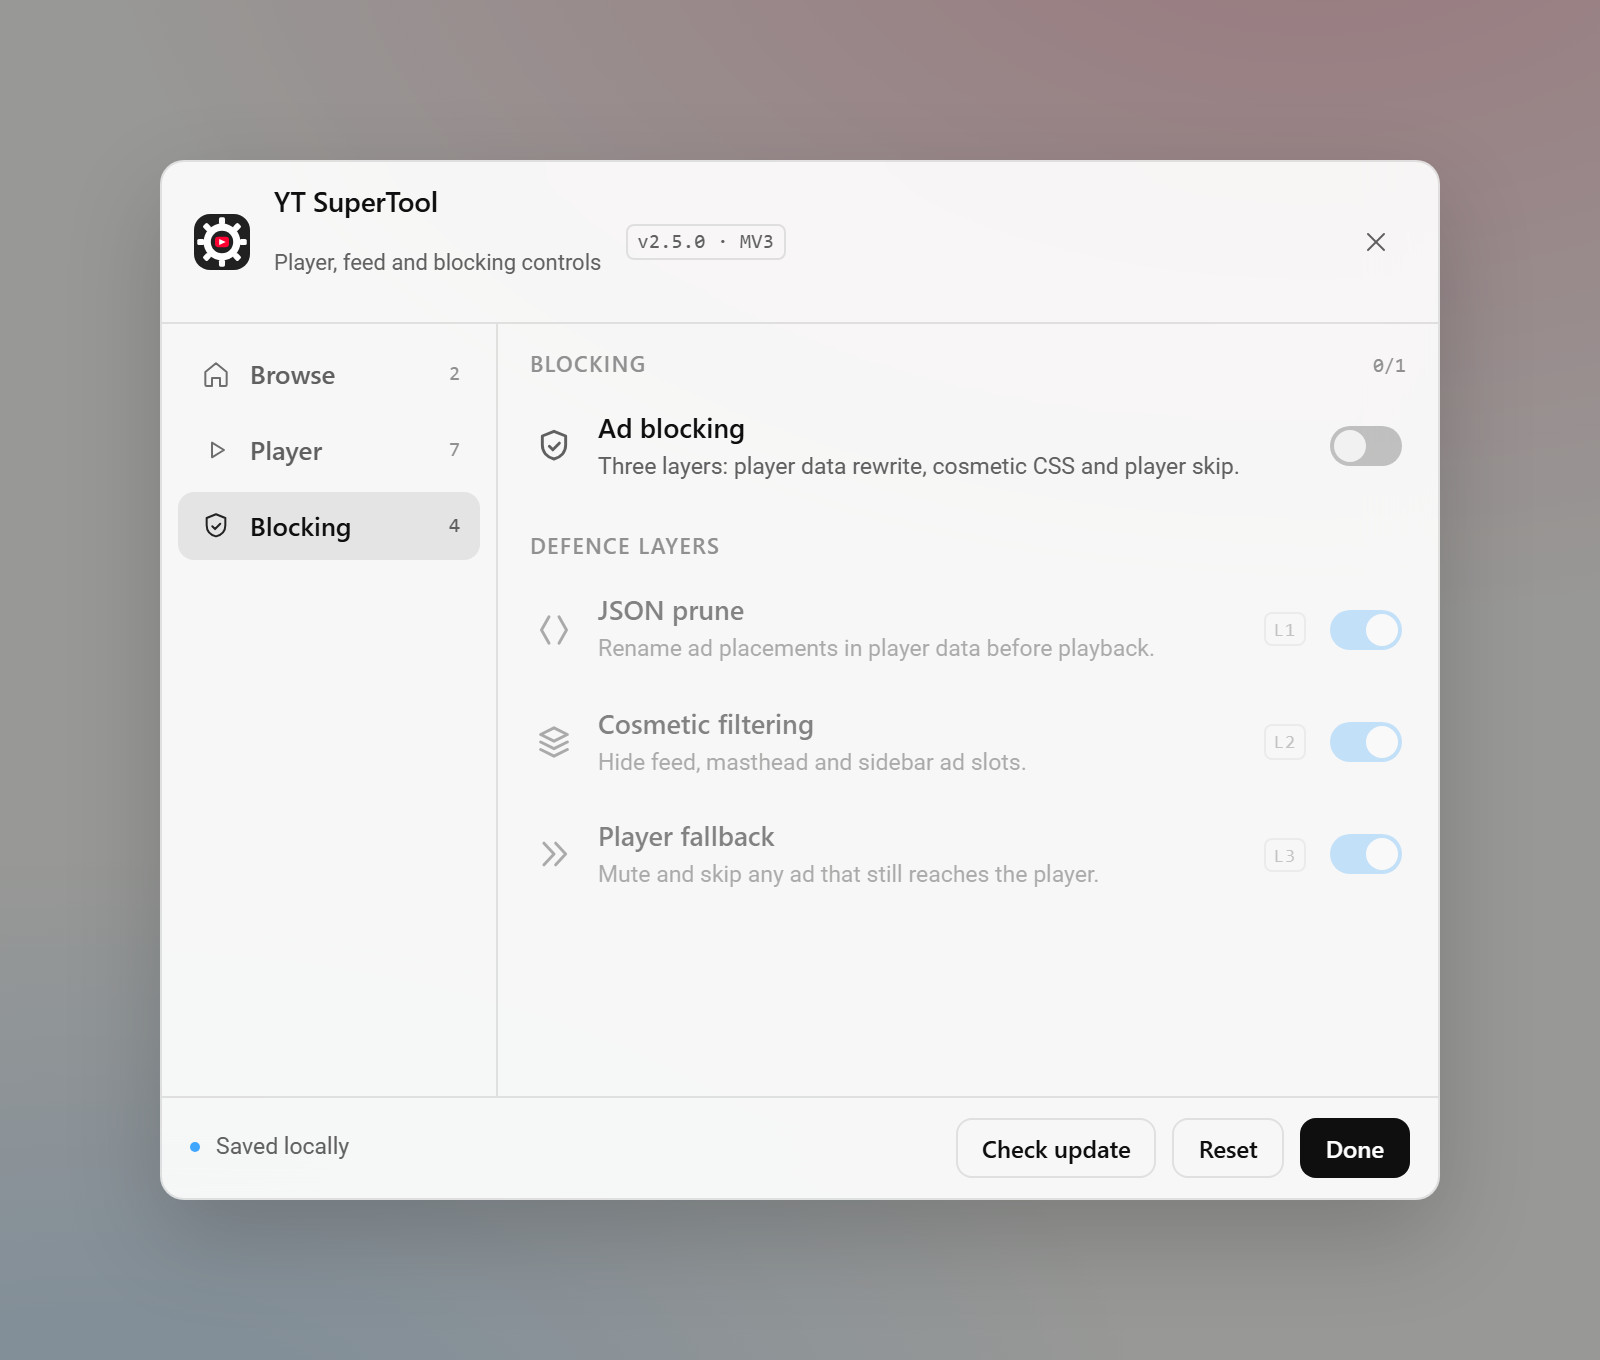 YT SuperTool
Player, feed and blocking controls
v2.5.0 · MV3
Browse 2
Player 7
Blocking 4
BLOCKING 0/1
Ad blocking
Three layers: player data rewrite, cosmetic CSS and player skip.
DEFENCE LAYERS
JSON prune
Rename ad placements in player data before playback.
L1
Cosmetic filtering
Hide feed, masthead and sidebar ad slots.
L2
Player fallback
Mute and skip any ad that still reaches the player.
L3
Saved locally
Check update
Reset
Done